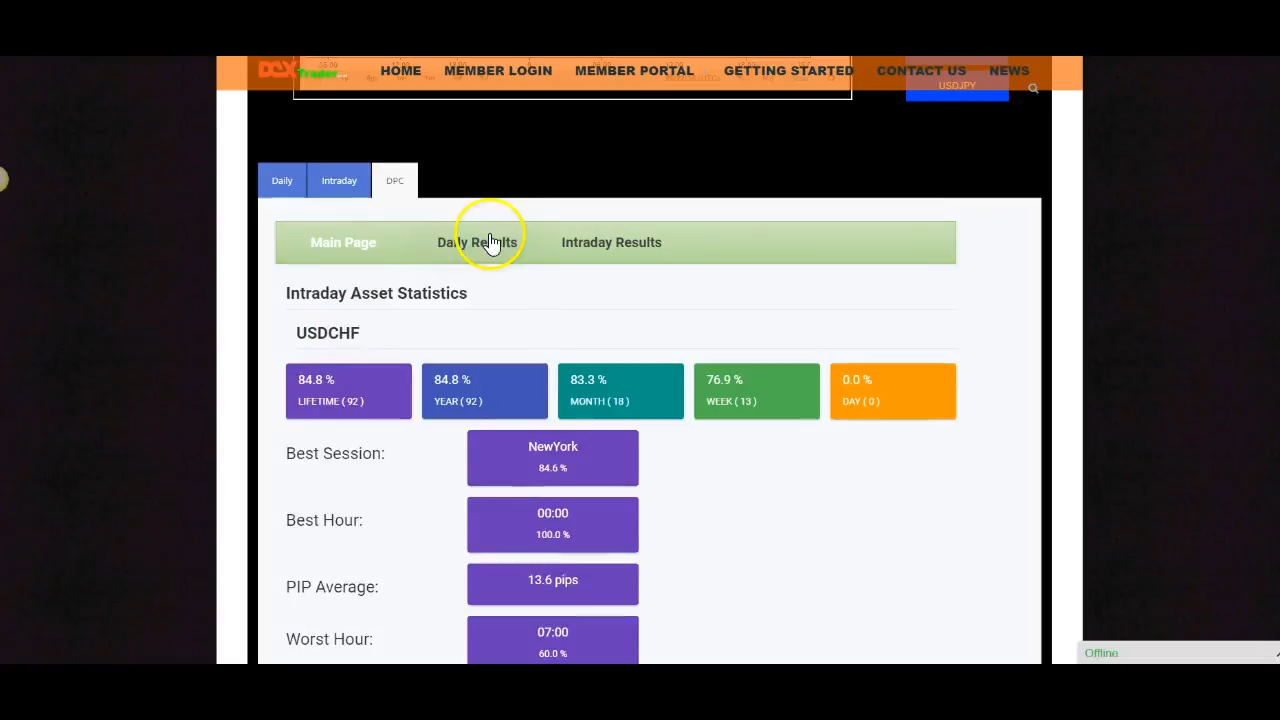 DCX Trader
HOME MEMBER LOGIN MEMBER PORTAL GETTING STARTED CONTACT US NEWS
USDJPY
Daily Intraday DPC
Main Page Daily Results Intraday Results
Intraday Asset Statistics
USDCHF
84.8 % 84.8 % 83.3 % 76.9 % 0.0 %
LIFETIME ( 92 ) YEAR ( 92 ) MONTH ( 18 ) WEEK ( 13 ) DAY ( 0 )
Best Session: NewYork
84.6 %
Best Hour: 00:00
100.0 %
PIP Average: 13.6 pips
Worst Hour: 07:00
60.0 %
Offline